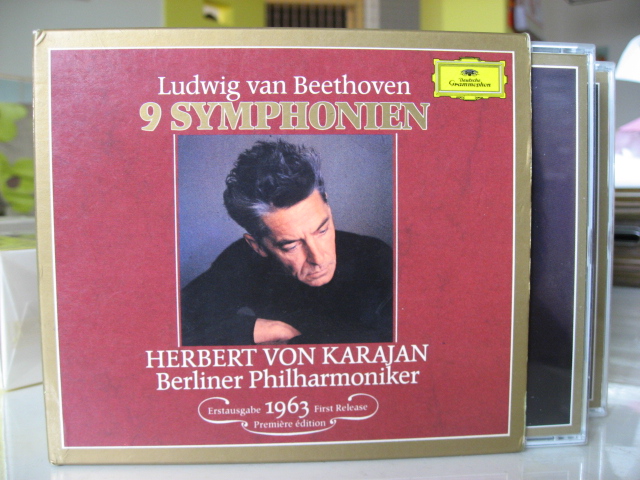 Ludwig van Beethoven
Deutsche
Grammophon
9 SYMPHONIEN
HERBERT VON KARAJAN
Berliner Philharmoniker
Erstausgabe 1963 First Release
Première édition